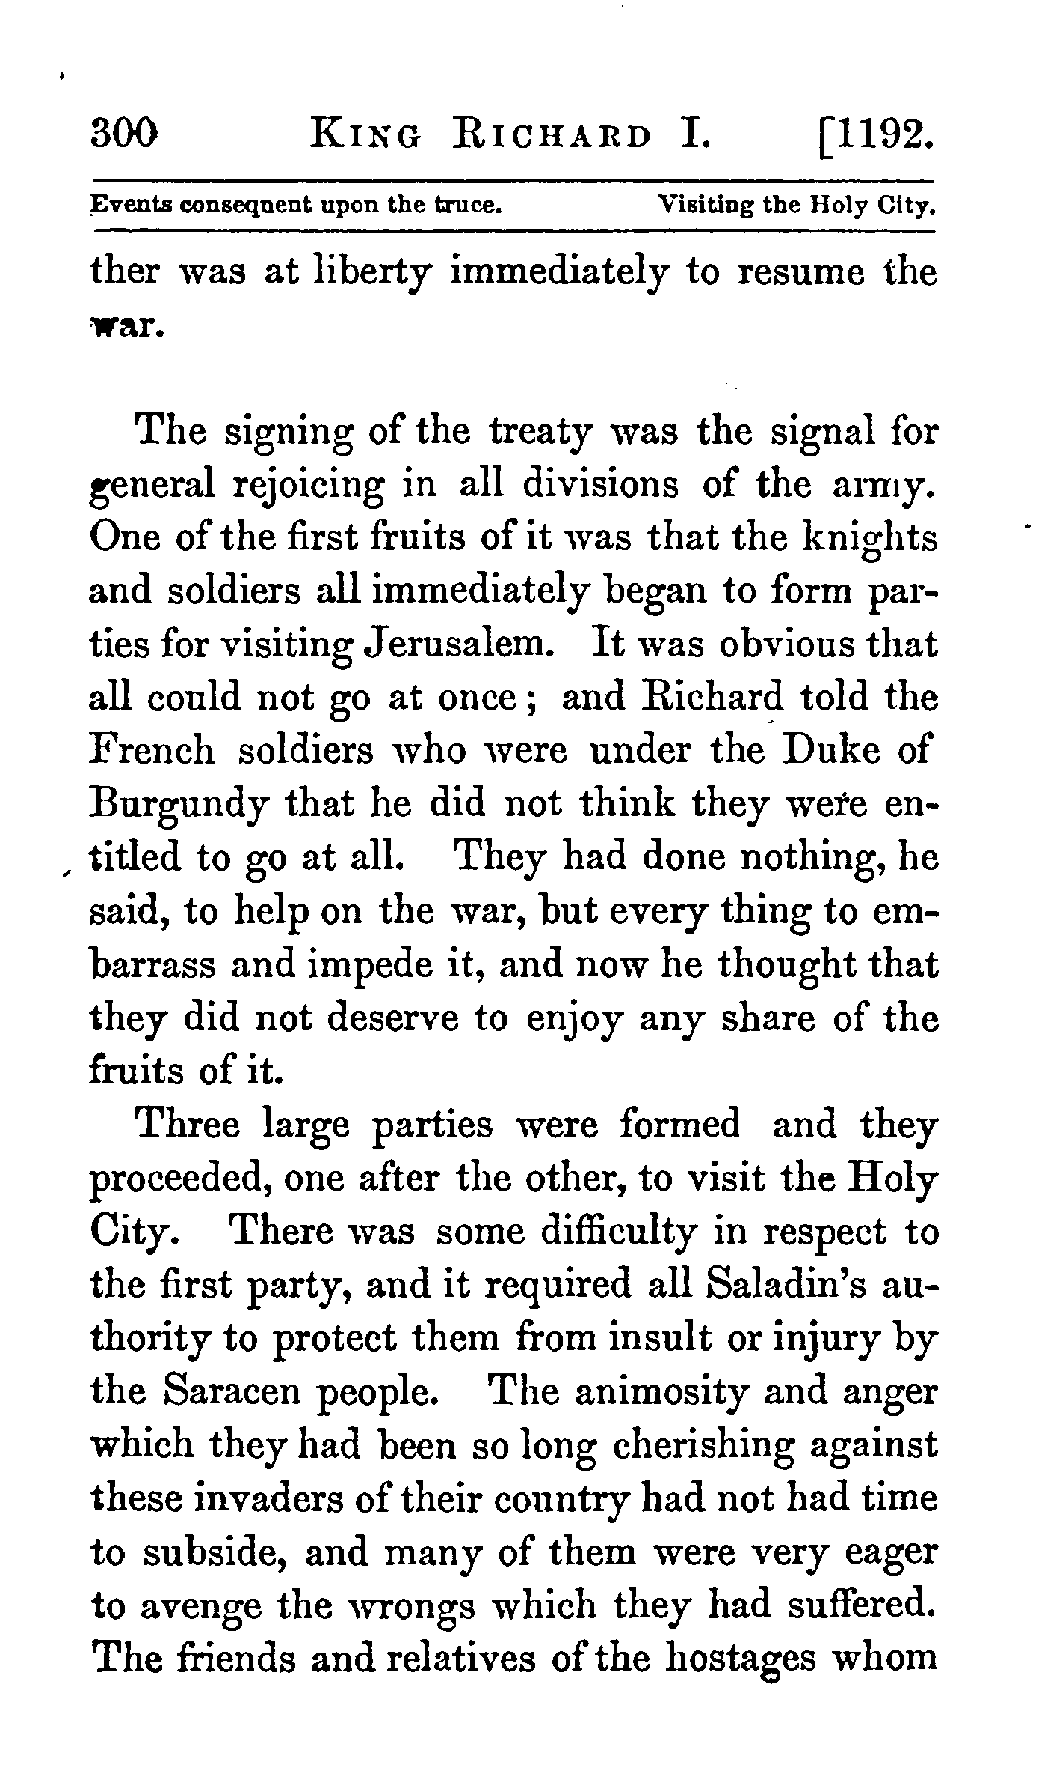 300 KING RICHARD I. [1192.
Events consequent upon the truce. Visiting the Holy City.
ther was at liberty immediately to resume the
war.
The signing of the treaty was the signal for
general rejoicing in all divisions of the army.
One of the first fruits of it was that the knights
and soldiers all immediately began to form par-
ties for visiting Jerusalem. It was obvious that
all could not go at once; and Richard told the
French soldiers who were under the Duke of
Burgundy that he did not think they were en-
titled to go at all. They had done nothing, he
said, to help on the war, but every thing to em-
barrass and impede it, and now he thought that
they did not deserve to enjoy any share of the
fruits of it.
Three large parties were formed and they
proceeded, one after the other, to visit the Holy
City. There was some difficulty in respect to
the first party, and it required all Saladin's au-
thority to protect them from insult or injury by
the Saracen people. The animosity and anger
which they had been so long cherishing against
these invaders of their country had not had time
to subside, and many of them were very eager
to avenge the wrongs which they had suffered.
The friends and relatives of the hostages whom